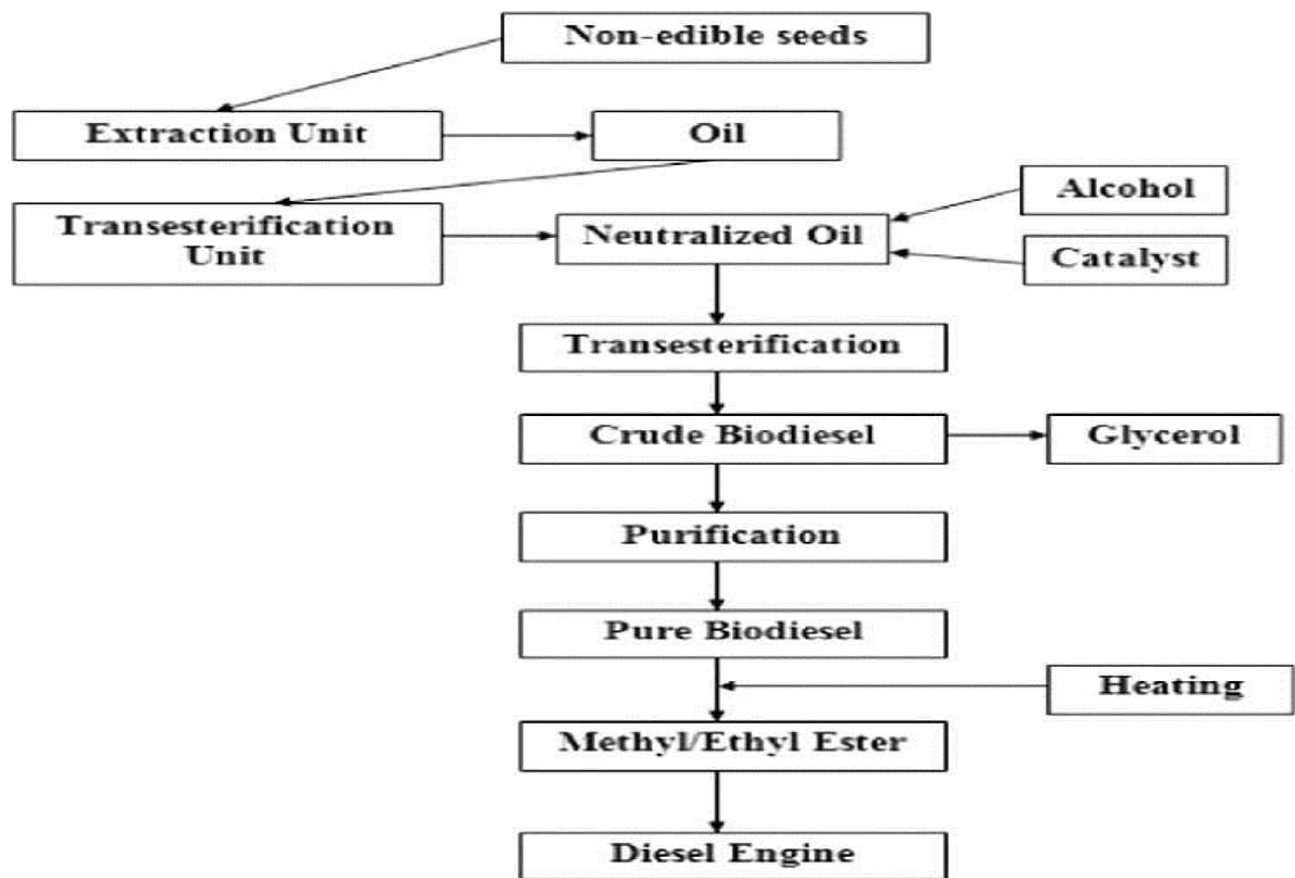 Non-edible seeds
Extraction Unit
Oil
Alcohol
Transesterification
Unit
Neutralized Oil
Catalyst
Transesterification
Crude Biodiesel
Glycerol
Purification
Pure Biodiesel
Heating
Methyl/Ethyl Ester
Diesel Engine